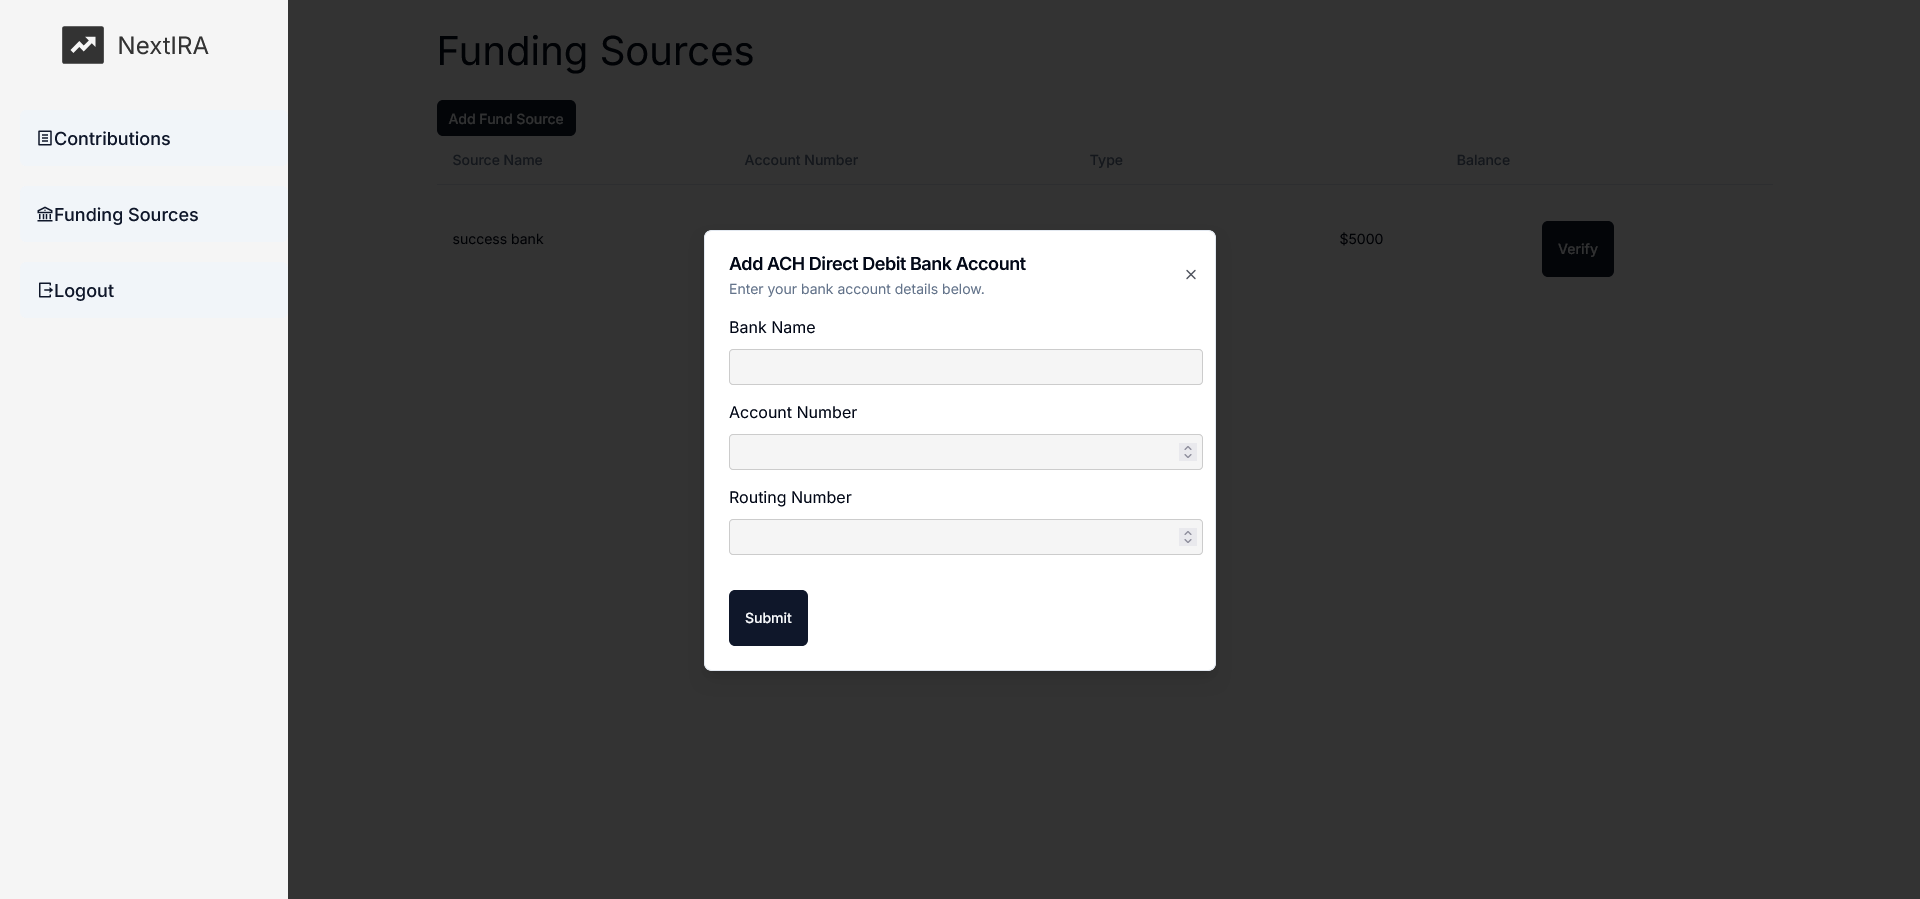 NextIRA
Contributions
Funding Sources
Logout
Funding Sources
Add Fund Source
Source Name Account Number Type Balance
success bank $5000 Verify
Add ACH Direct Debit Bank Account
Enter your bank account details below.
Bank Name
Account Number
Routing Number
Submit